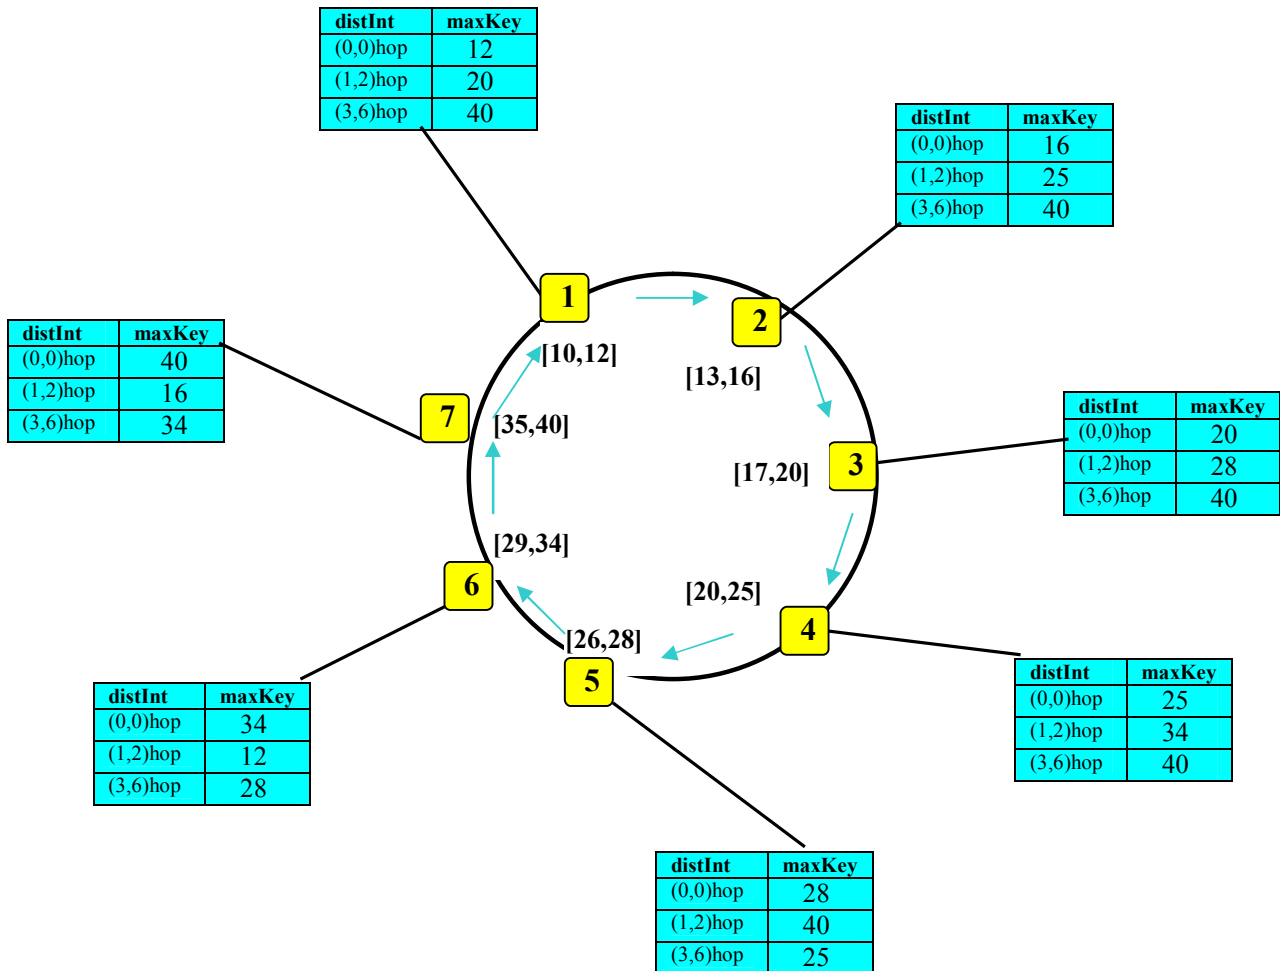 distInt maxKey
(0,0)hop 12
(1,2)hop 20
(3,6)hop 40
distInt maxKey
(0,0)hop 16
(1,2)hop 25
(3,6)hop 40
1
2
[10,12]
[13,16]
distInt maxKey
(0,0)hop 40
(1,2)hop 16
(3,6)hop 34
7
[35,40]
distInt maxKey
(0,0)hop 20
(1,2)hop 28
(3,6)hop 40
3
[17,20]
[29,34]
6
[20,25]
4
[26,28]
5
distInt maxKey
(0,0)hop 25
(1,2)hop 34
(3,6)hop 40
distInt maxKey
(0,0)hop 34
(1,2)hop 12
(3,6)hop 28
distInt maxKey
(0,0)hop 28
(1,2)hop 40
(3,6)hop 25